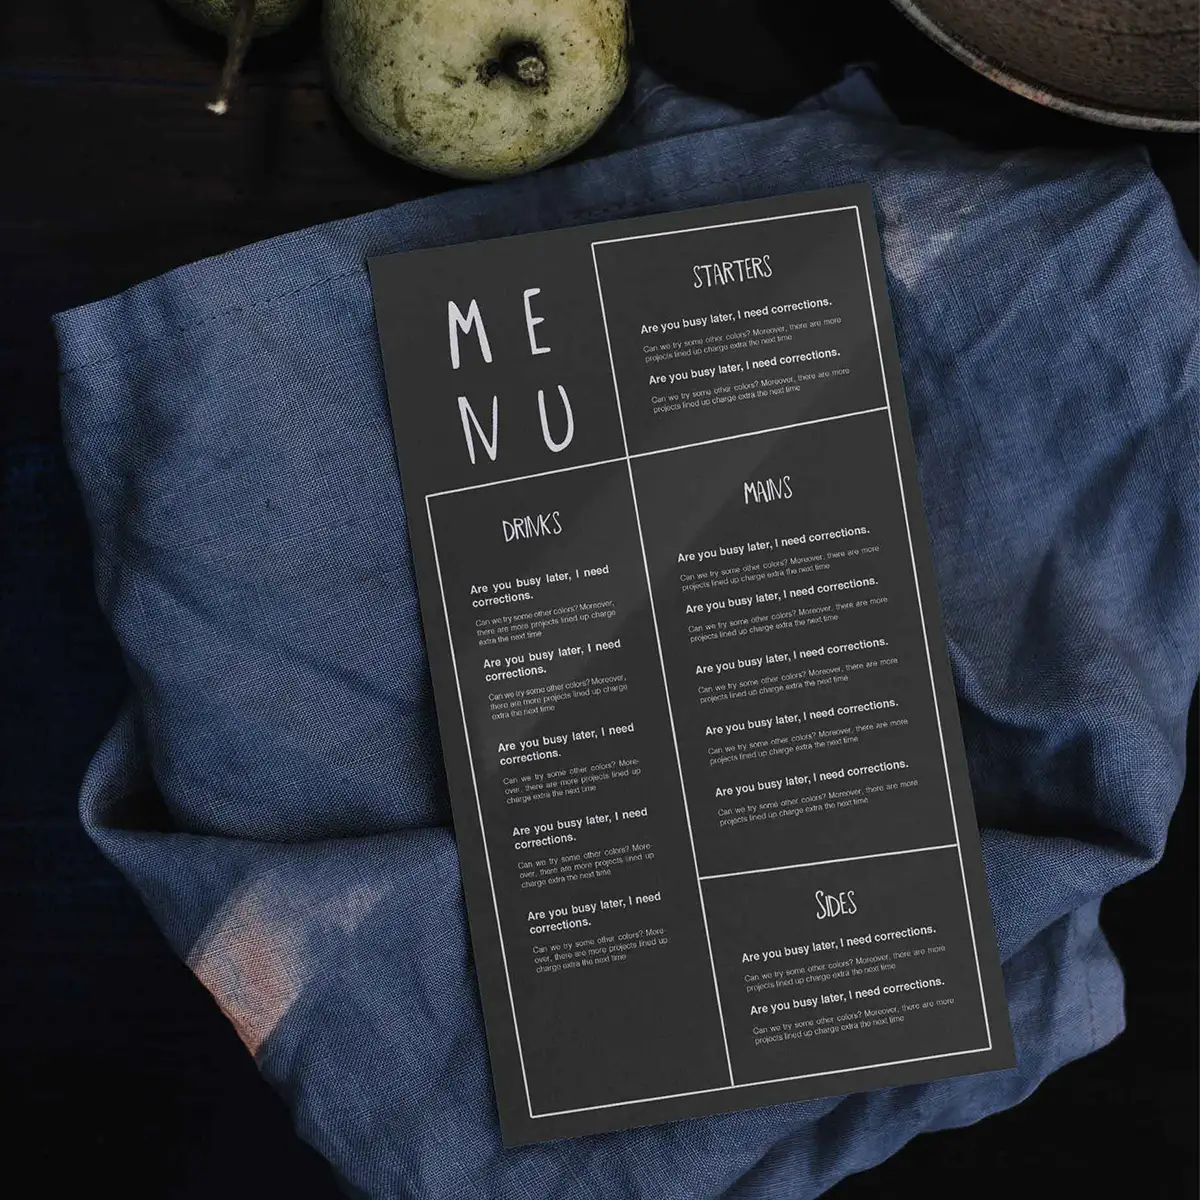 M E
N U
STARTERS
Are you busy later, I need corrections.
Can we try some other colors? Moreover, there are more
projects lined up charge extra the next time
Are you busy later, I need corrections.
Can we try some other colors? Moreover, there are more
projects lined up charge extra the next time
DRINKS
Are you busy later, I need
corrections.
Can we try some other colors? Moreover,
there are more projects lined up charge
extra the next time
Are you busy later, I need
corrections.
Can we try some other colors? Moreover,
there are more projects lined up charge
extra the next time
Are you busy later, I need
corrections.
Can we try some other colors? More-
over, there are more projects lined up
charge extra the next time
Are you busy later, I need
corrections.
Can we try some other colors? More-
over, there are more projects lined up
charge extra the next time
Are you busy later, I need
corrections.
Can we try some other colors? More-
over, there are more projects lined up
charge extra the next time
MAINS
Are you busy later, I need corrections.
Can we try some other colors? Moreover, there are more
projects lined up charge extra the next time
Are you busy later, I need corrections.
Can we try some other colors? Moreover, there are more
projects lined up charge extra the next time
Are you busy later, I need corrections.
Can we try some other colors? Moreover, there are more
projects lined up charge extra the next time
Are you busy later, I need corrections.
Can we try some other colors? Moreover, there are more
projects lined up charge extra the next time
Are you busy later, I need corrections.
Can we try some other colors? Moreover, there are more
projects lined up charge extra the next time
SIDES
Are you busy later, I need corrections.
Can we try some other colors? Moreover, there are more
projects lined up charge extra the next time
Are you busy later, I need corrections.
Can we try some other colors? Moreover, there are more
projects lined up charge extra the next time